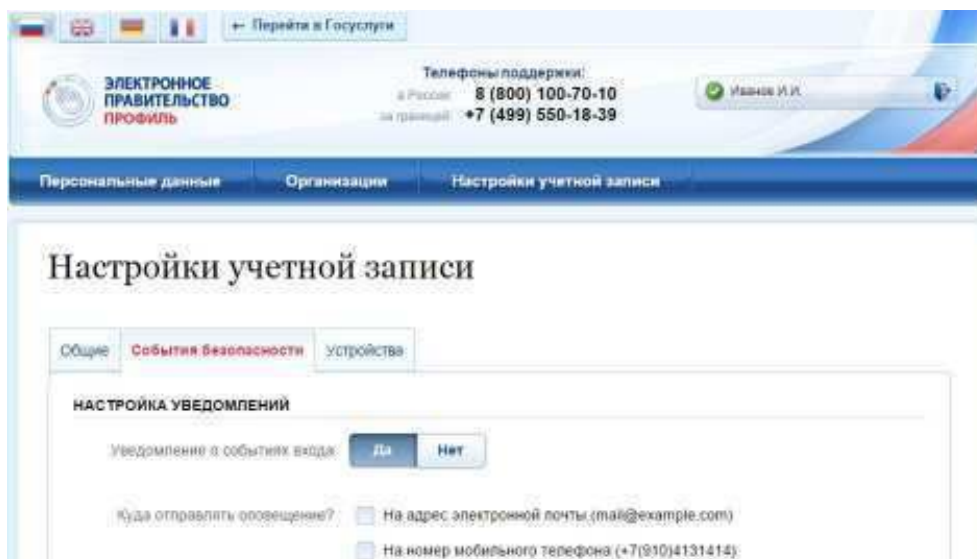 ← Перейти в Госуслуги
ЭЛЕКТРОННОЕ
ПРАВИТЕЛЬСТВО
ПРОФИЛЬ
Телефоны поддержки:
в России 8 (800) 100-70-10
за границей +7 (499) 550-18-39
Иванов И.И.
Персональные данные Организации Настройки учетной записи
Настройки учетной записи
Общие События безопасности Устройства
НАСТРОЙКА УВЕДОМЛЕНИЙ
Уведомление о событиях входа: Да Нет
Куда отправлять оповещение? На адрес электронной почты (mail@example.com)
На номер мобильного телефона (+7(910)4131414)